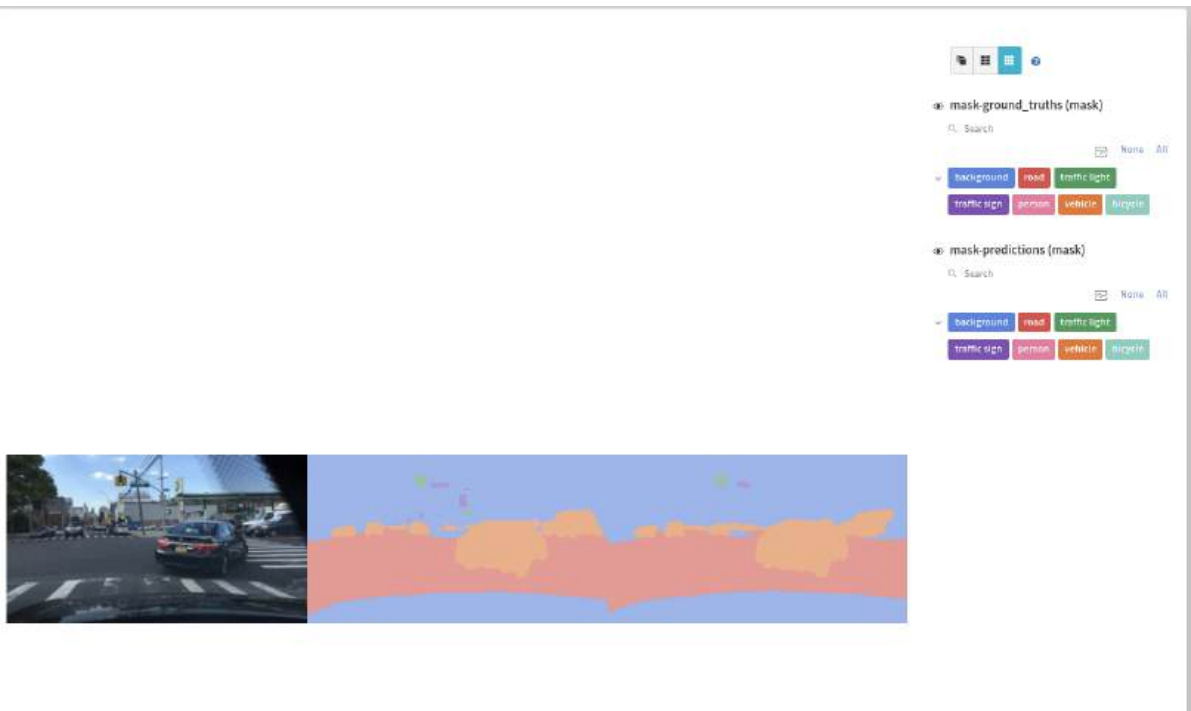 mask-ground_truths (mask)
Search
None All
background road traffic light
traffic sign person vehicle bicycle
mask-predictions (mask)
Search
None All
background road traffic light
traffic sign person vehicle bicycle